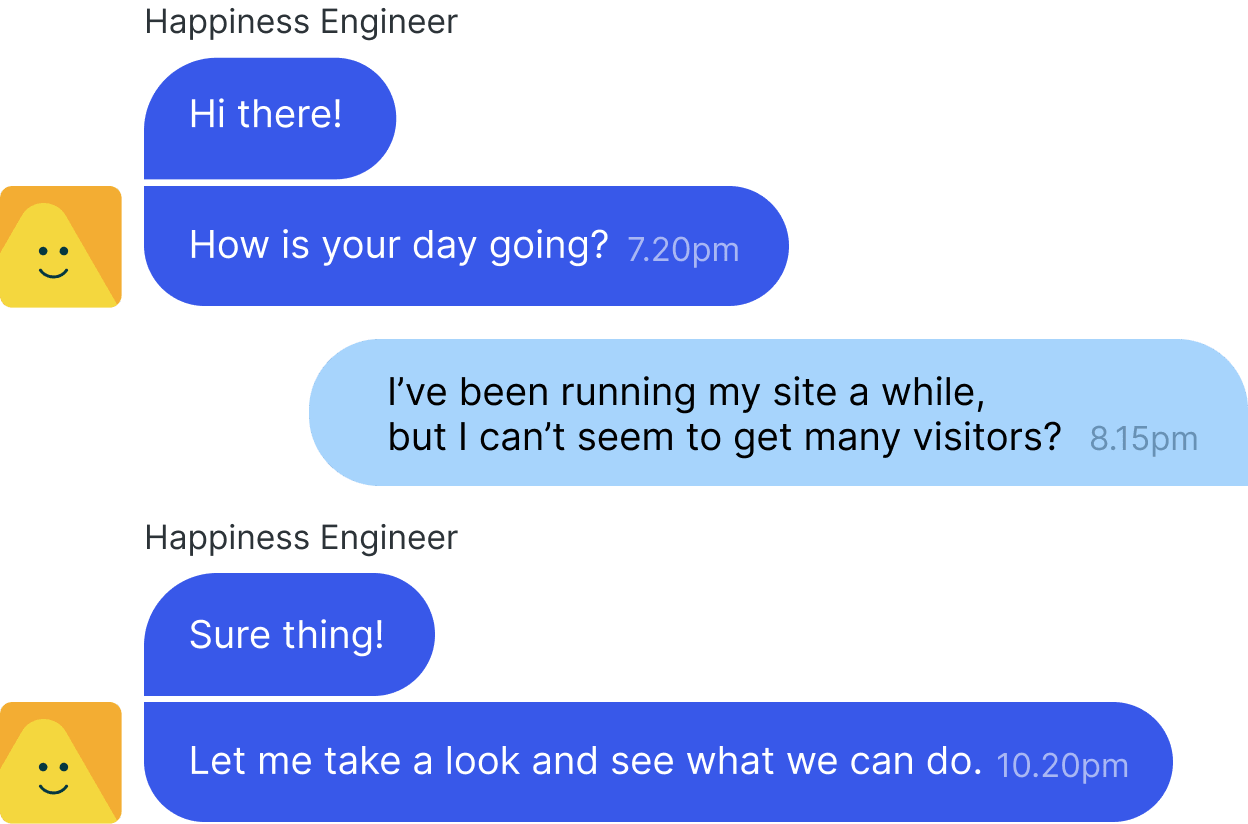 Happiness Engineer
Hi there!
How is your day going? 7.20pm
I’ve been running my site a while,
but I can’t seem to get many visitors? 8.15pm
Happiness Engineer
Sure thing!
Let me take a look and see what we can do. 10.20pm